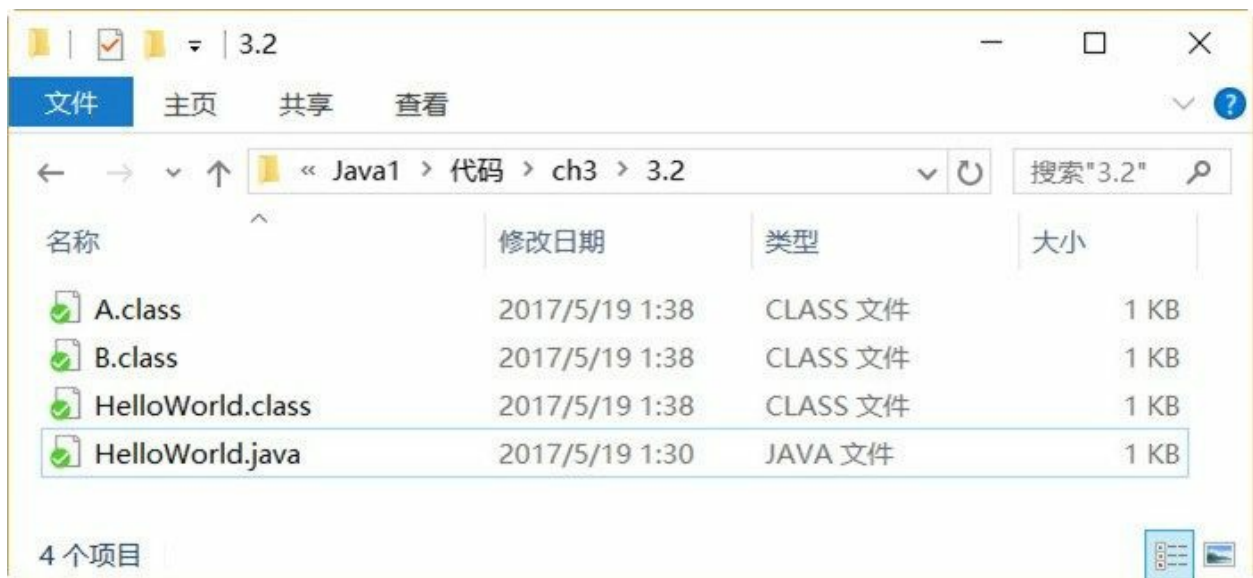 3.2
文件 主页 共享 查看
« Java1 > 代码 > ch3 > 3.2 搜索"3.2"
名称 修改日期 类型 大小
A.class 2017/5/19 1:38 CLASS 文件 1 KB
B.class 2017/5/19 1:38 CLASS 文件 1 KB
HelloWorld.class 2017/5/19 1:38 CLASS 文件 1 KB
HelloWorld.java 2017/5/19 1:30 JAVA 文件 1 KB
4 个项目